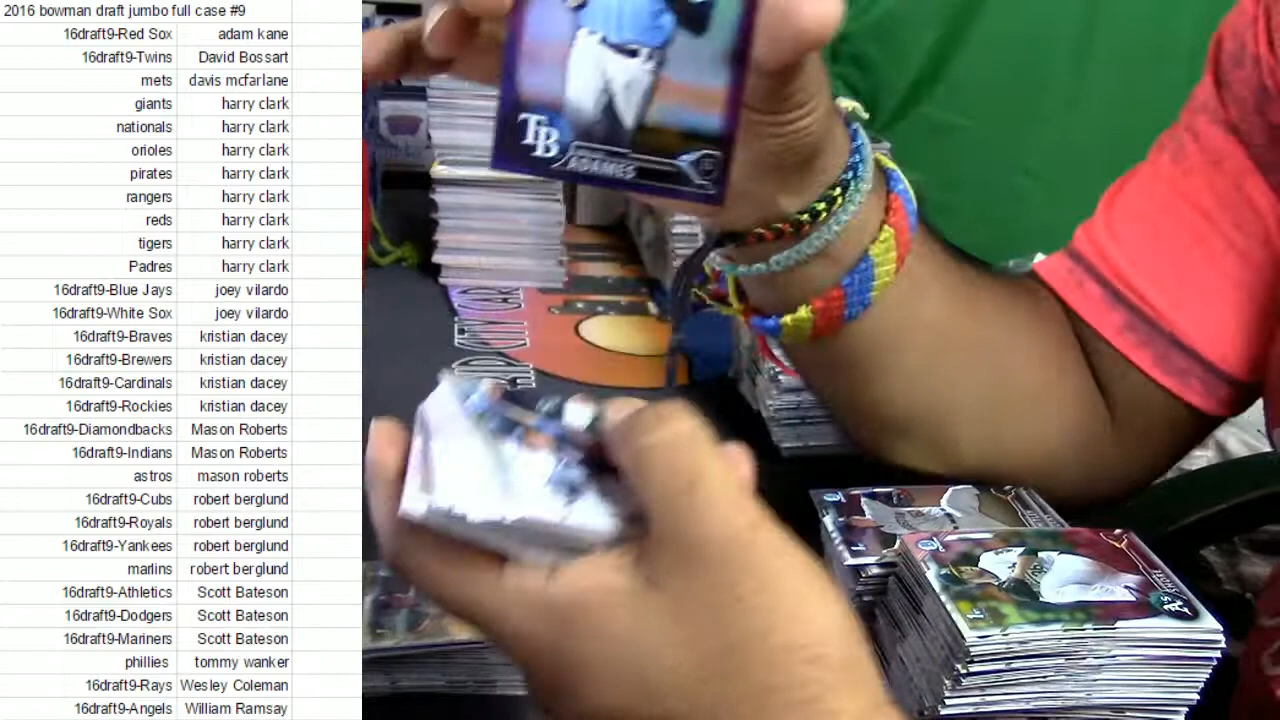 2016 bowman draft jumbo full case #9
16draft9-Red Sox adam kane
16draft9-Twins David Bossart
mets davis mcfarlane
giants harry clark
nationals harry clark
orioles harry clark
pirates harry clark
rangers harry clark
reds harry clark
tigers harry clark
Padres harry clark
16draft9-Blue Jays joey vilardo
16draft9-White Sox joey vilardo
16draft9-Braves kristian dacey
16draft9-Brewers kristian dacey
16draft9-Cardinals kristian dacey
16draft9-Rockies kristian dacey
16draft9-Diamondbacks Mason Roberts
16draft9-Indians Mason Roberts
astros mason roberts
16draft9-Cubs robert berglund
16draft9-Royals robert berglund
16draft9-Yankees robert berglund
marlins robert berglund
16draft9-Athletics Scott Bateson
16draft9-Dodgers Scott Bateson
16draft9-Mariners Scott Bateson
phillies tommy wanker
16draft9-Rays Wesley Coleman
16draft9-Angels William Ramsay
TB
ADAMES
CITY CAR
A's